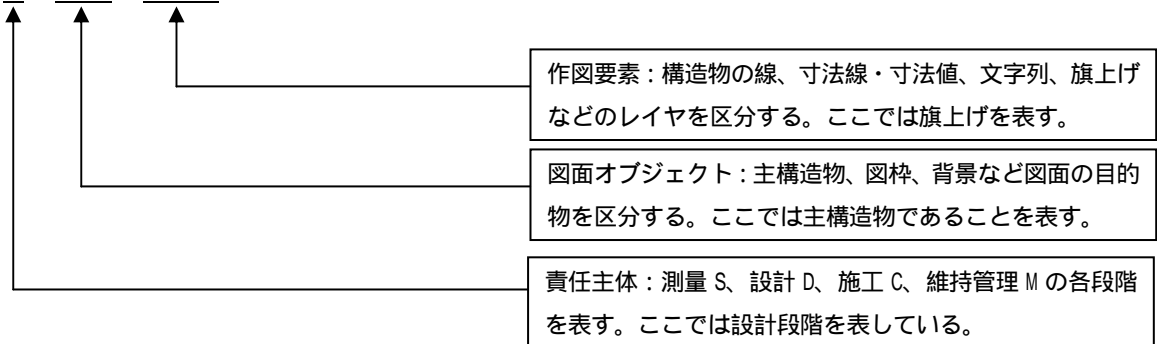 作図要素：構造物の線、寸法線・寸法値、文字列、旗上げ
などのレイヤを区分する。ここでは旗上げを表す。
図面オブジェクト：主構造物、図枠、背景など図面の目的
物を区分する。ここでは主構造物であることを表す。
責任主体：測量 S、設計 D、施工 C、維持管理 M の各段階
を表す。ここでは設計段階を表している。